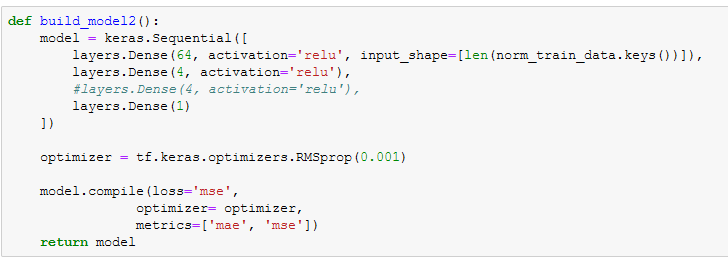 def build_model2():
    model = keras.Sequential([
        layers.Dense(64, activation='relu', input_shape=[len(norm_train_data.keys())]),
        layers.Dense(4, activation='relu'),
        #layers.Dense(4, activation='relu'),
        layers.Dense(1)
    ])
    optimizer = tf.keras.optimizers.RMSprop(0.001)
    model.compile(loss='mse',
                optimizer= optimizer,
                metrics=['mae', 'mse'])
    return model